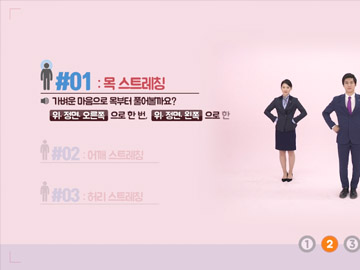 #01 : 목 스트레칭
가벼운 마음으로 목부터 풀어볼까요?
위, 정면, 오른쪽 으로 한 번, 위, 정면, 왼쪽 으로 한
#02 : 어깨 스트레칭
#03 : 허리 스트레칭
1 2 3